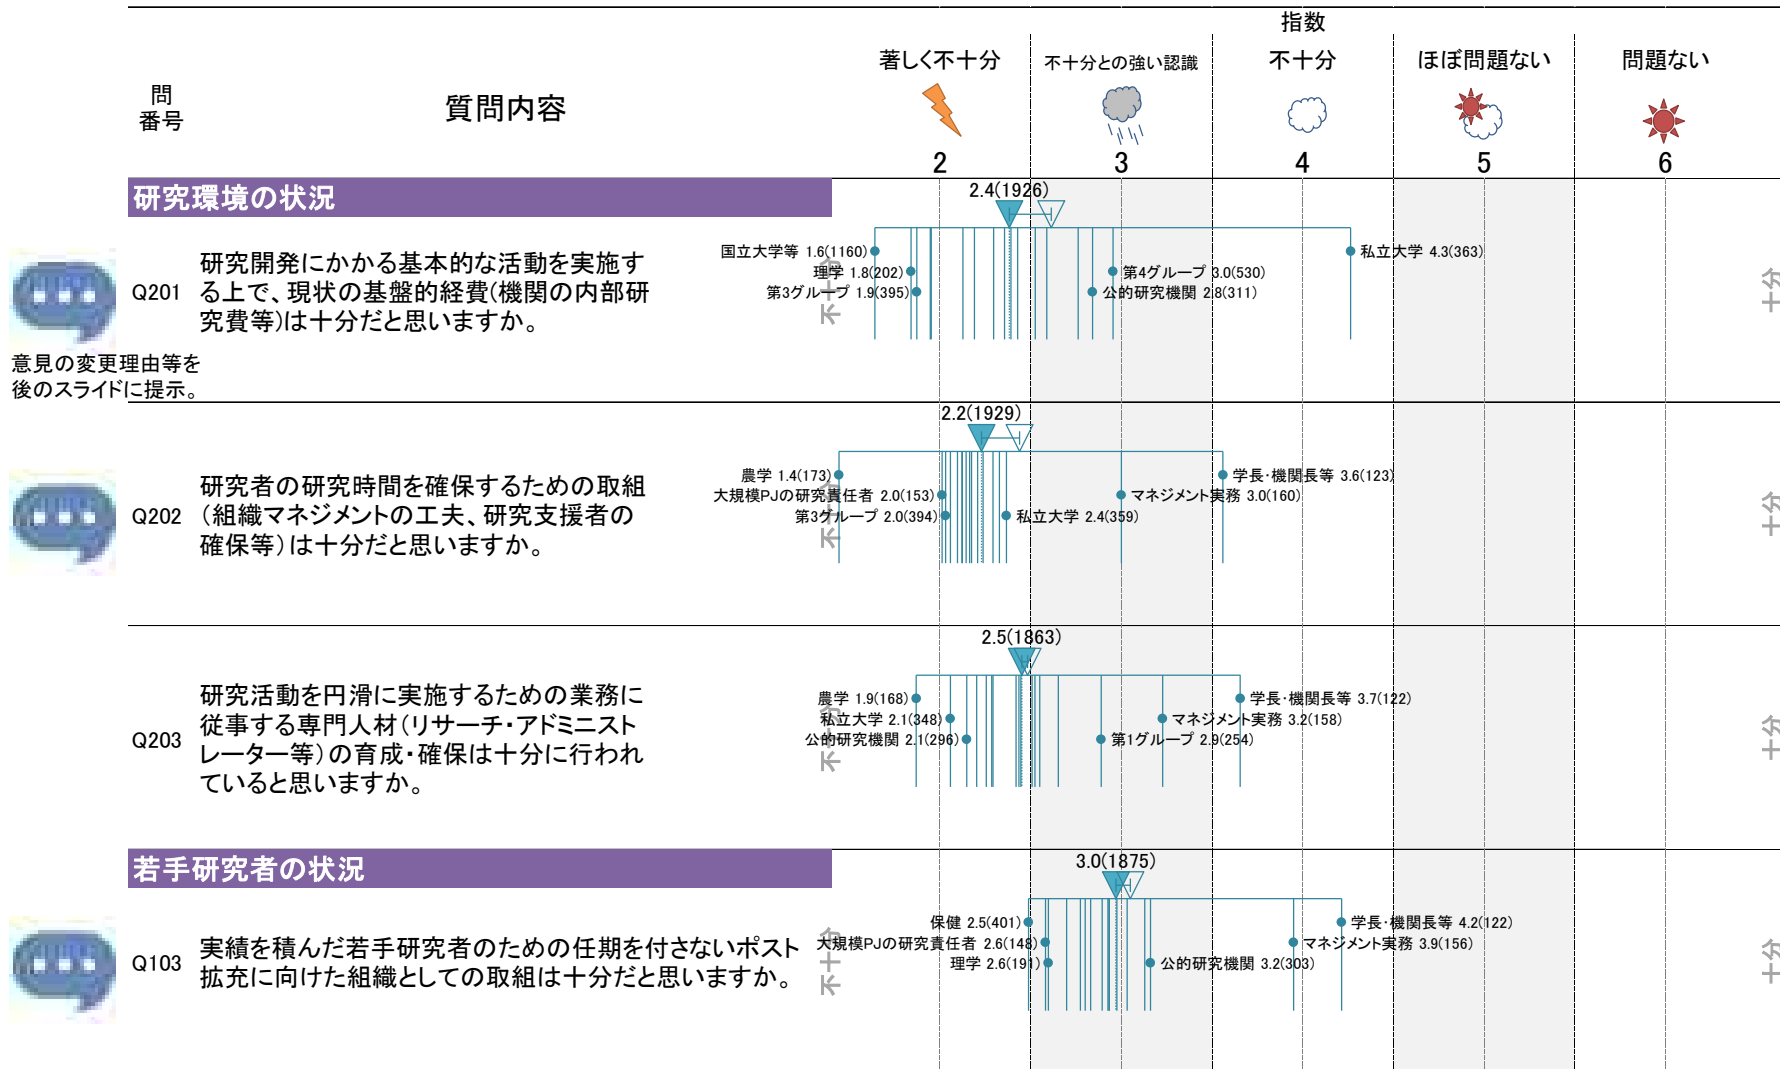 指数
著しく不十分
不十分との強い認識
不十分
ほぼ問題ない
問題ない
問
番号
質問内容
2
3
4
5
6
研究環境の状況
2.4(1926)
Q201
研究開発にかかる基本的な活動を実施す
る上で、現状の基盤的経費(機関の内部研
究費等)は十分だと思いますか。
国立大学等 1.6(1160)
理学 1.8(202)
第3グループ 1.9(395)
私立大学 4.3(363)
第4グループ 3.0(530)
公的研究機関 2.8(311)
不十分
十分
意見の変更理由等を
後のスライドに提示。
2.2(1929)
Q202
研究者の研究時間を確保するための取組
(組織マネジメントの工夫、研究支援者の
確保等)は十分だと思いますか。
農学 1.4(173)
大規模PJの研究責任者 2.0(153)
第3グループ 2.0(394)
学長・機関長等 3.6(123)
マネジメント実務 3.0(160)
私立大学 2.4(359)
不十分
十分
2.5(1863)
Q203
研究活動を円滑に実施するための業務に
従事する専門人材(リサーチ・アドミニスト
レーター等)の育成・確保は十分に行われ
ていると思いますか。
農学 1.9(168)
私立大学 2.1(348)
公的研究機関 2.1(296)
学長・機関長等 3.7(122)
マネジメント実務 3.2(158)
第1グループ 2.9(254)
不十分
十分
若手研究者の状況
3.0(1875)
Q103
実績を積んだ若手研究者のための任期を付さないポスト
拡充に向けた組織としての取組は十分だと思いますか。
保健 2.5(401)
大規模PJの研究責任者 2.6(148)
理学 2.6(191)
学長・機関長等 4.2(122)
マネジメント実務 3.9(156)
公的研究機関 3.2(303)
不十分
十分